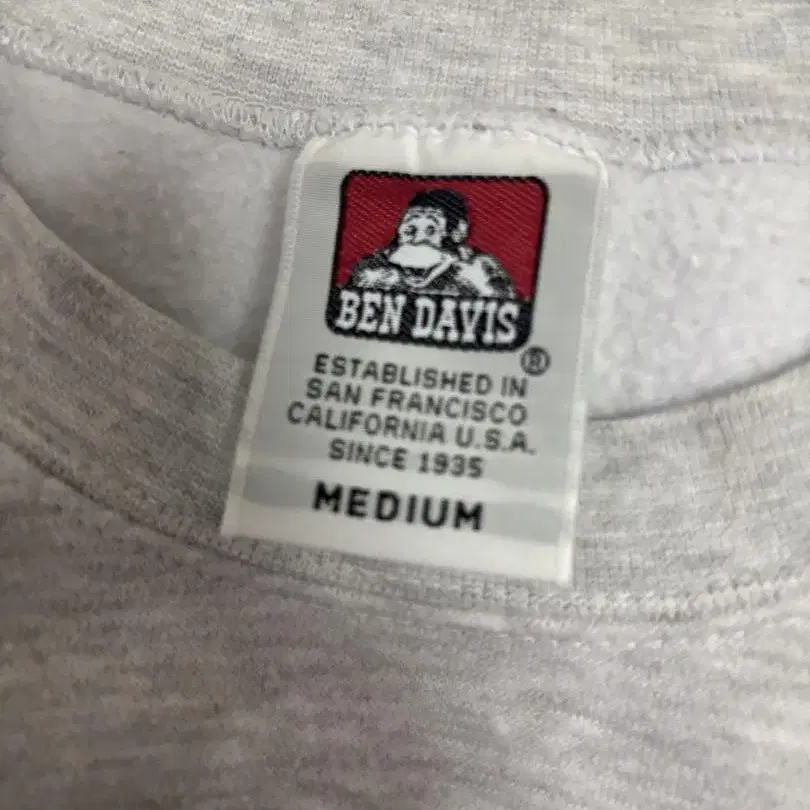 BEN DAVIS
®
ESTABLISHED IN
SAN FRANCISCO
CALIFORNIA U.S.A.
SINCE 1935
MEDIUM